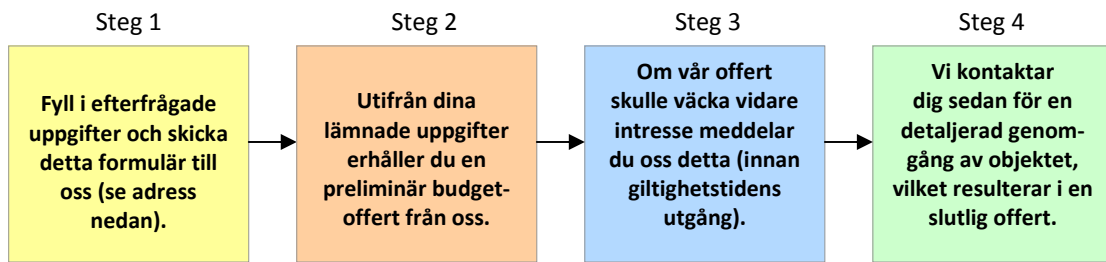 Steg 1
Fyll i efterfrågade
uppgifter och skicka
detta formulär till
oss (se adress
nedan).
Steg 2
Utifrån dina
lämnade uppgifter
erhåller du en
preliminär budget-
offert från oss.
Steg 3
Om vår offert
skulle väcka vidare
intresse meddelar
du oss detta (innan
giltighetstidens
utgång).
Steg 4
Vi kontaktar
dig sedan för en
detaljerad genom-
gång av objektet,
vilket resulterar i en
slutlig offert.